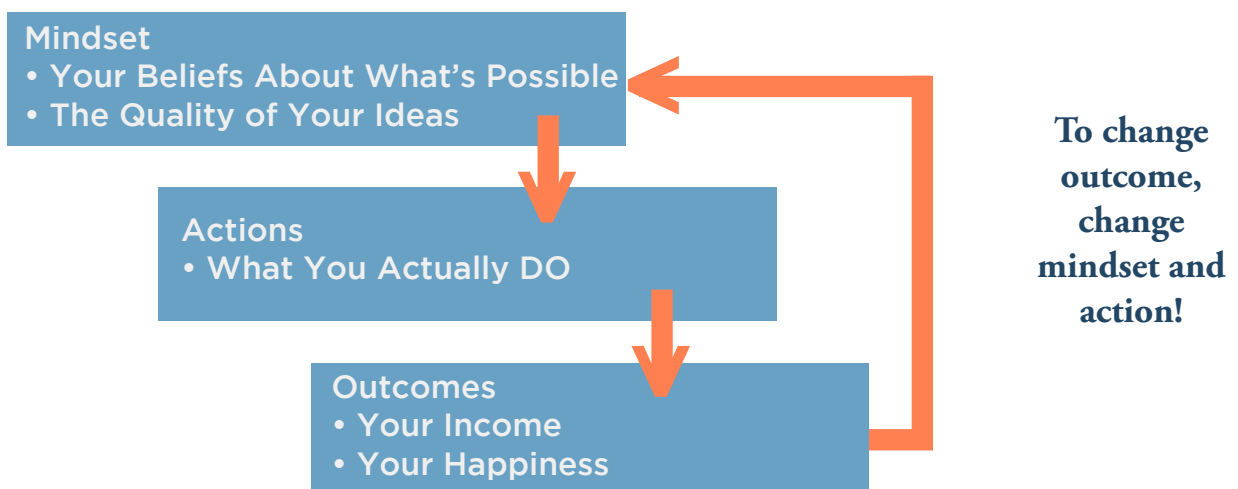 Mindset
• Your Beliefs About What’s Possible
• The Quality of Your Ideas
Actions
• What You Actually DO
Outcomes
• Your Income
• Your Happiness
To change
outcome,
change
mindset and
action!